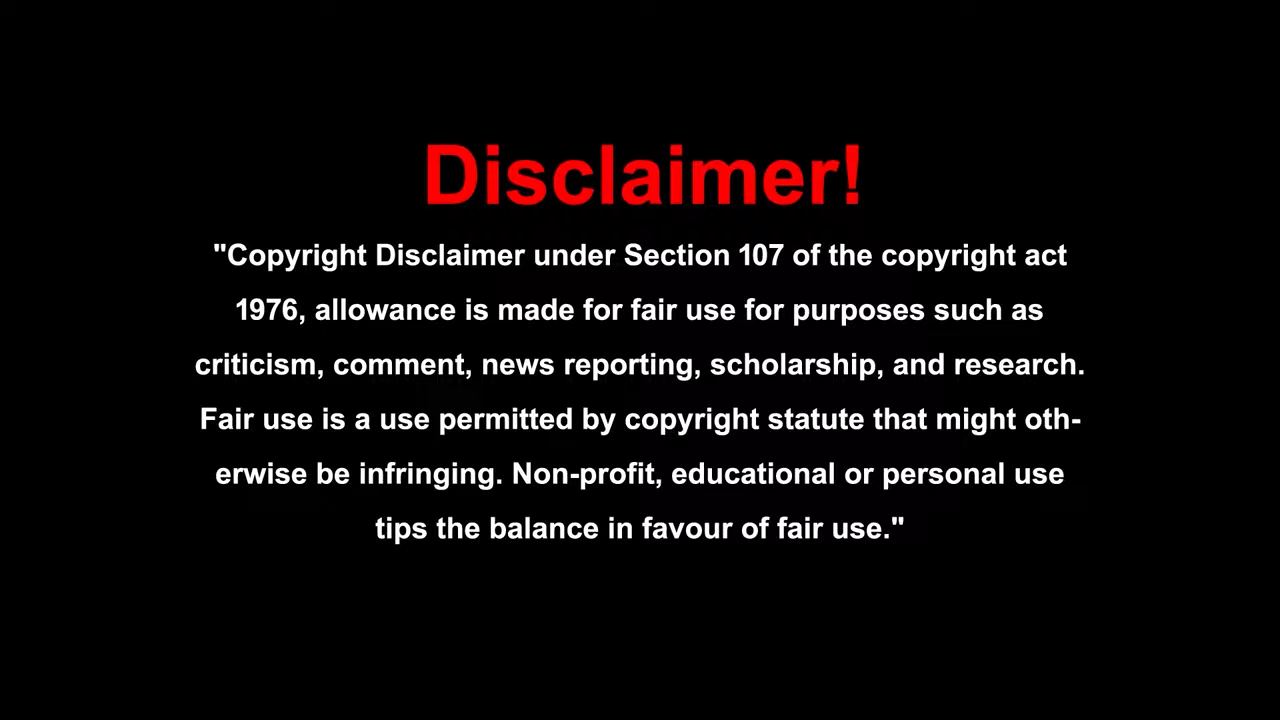 Disclaimer!
"Copyright Disclaimer under Section 107 of the copyright act
1976, allowance is made for fair use for purposes such as
criticism, comment, news reporting, scholarship, and research.
Fair use is a use permitted by copyright statute that might oth-
erwise be infringing. Non-profit, educational or personal use
tips the balance in favour of fair use."